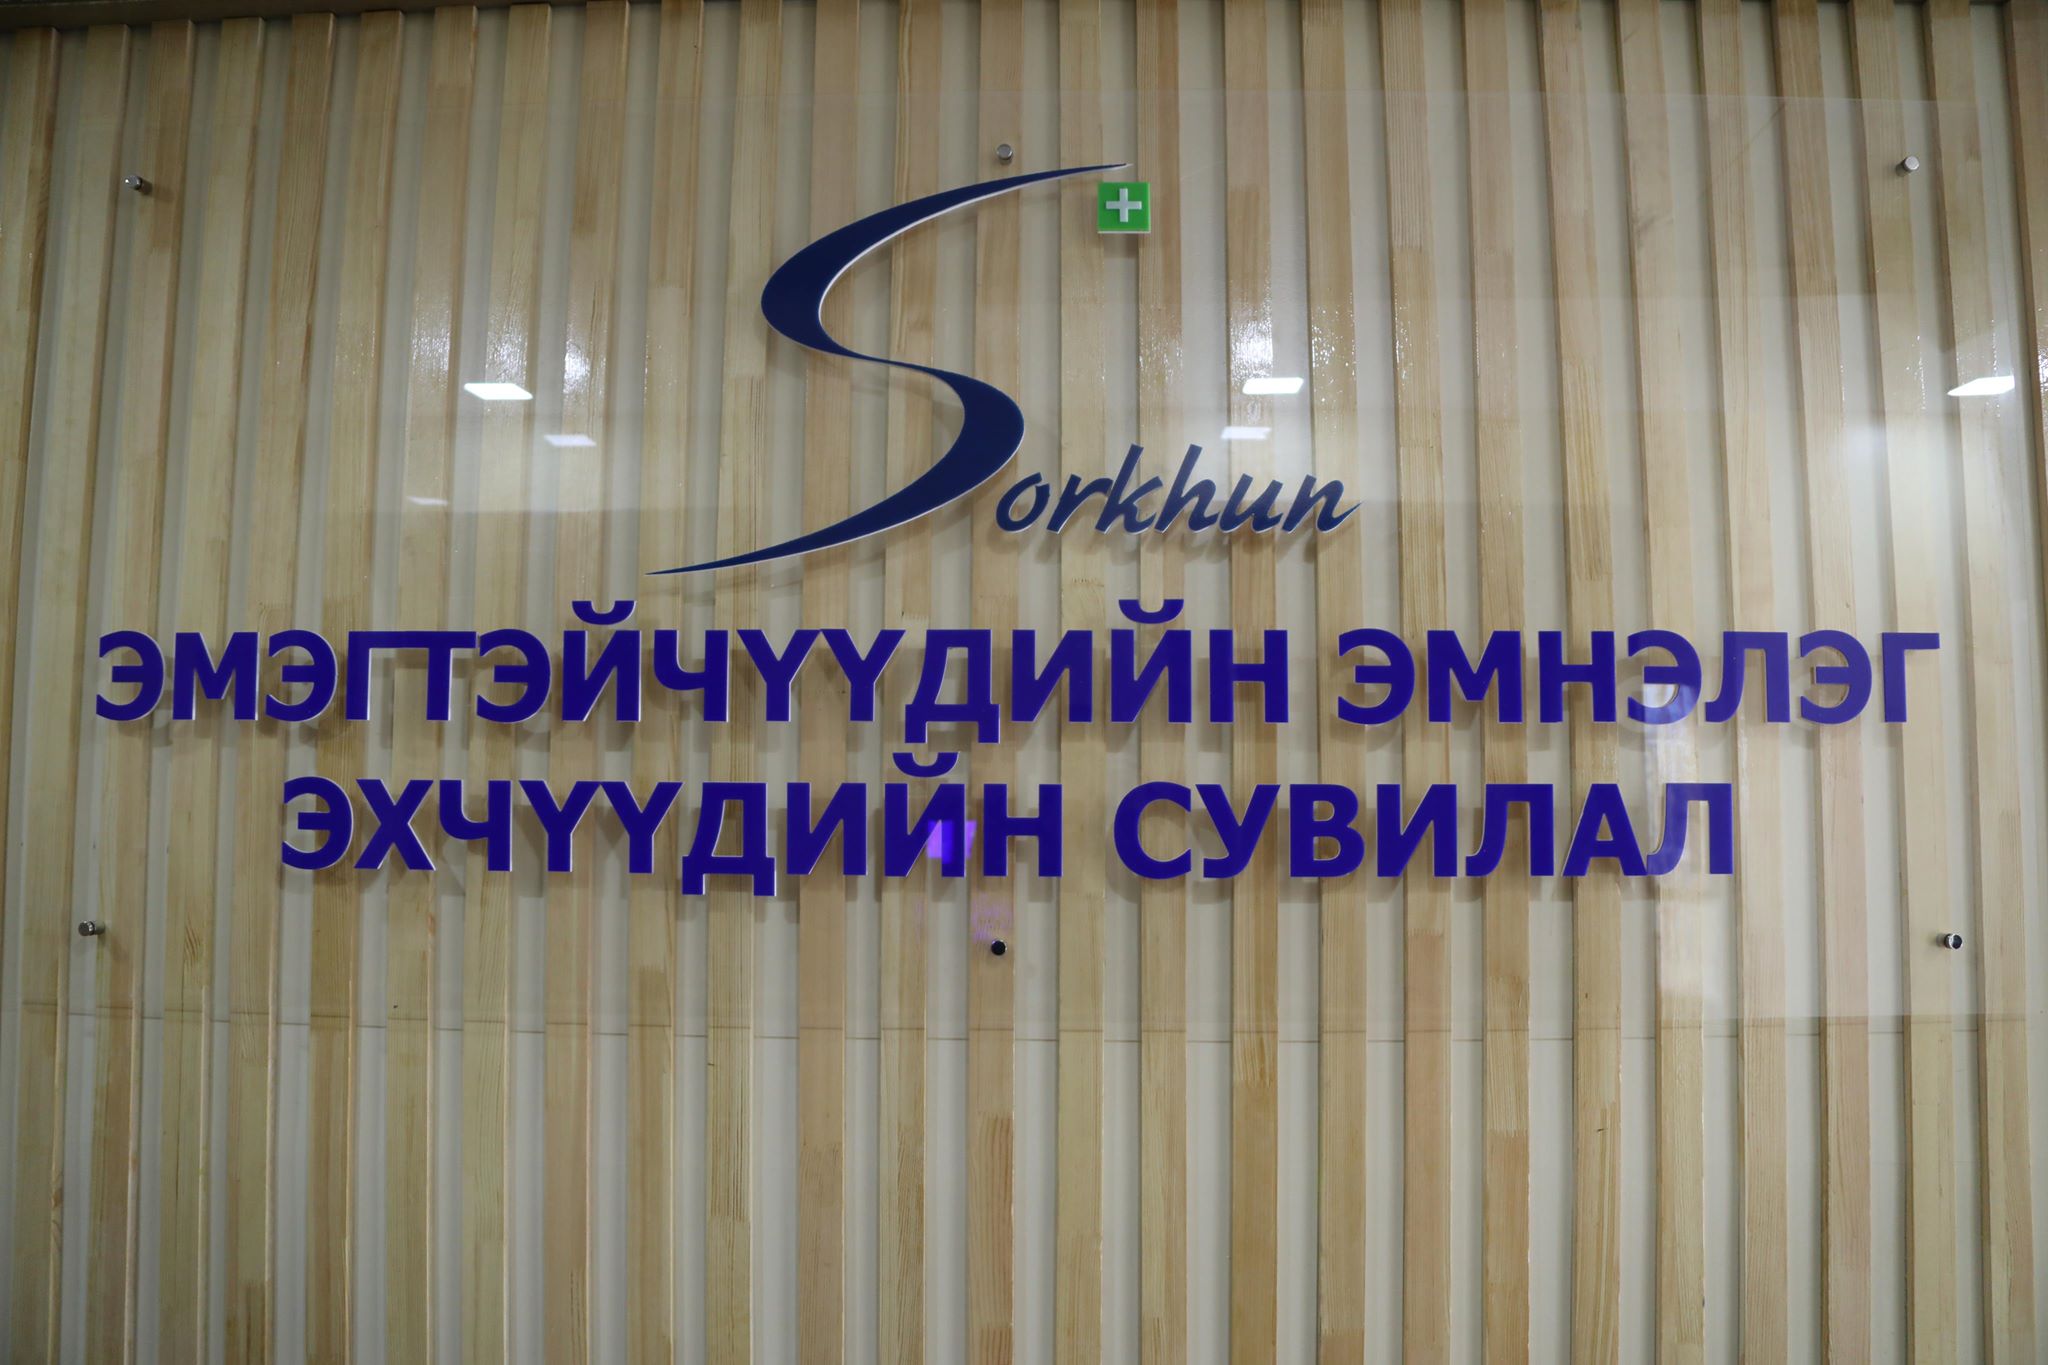 Sorkhun
ЭМЭГТЭЙЧҮҮДИЙН ЭМНЭЛЭГ
ЭХЧҮҮДИЙН СУВИЛАЛ